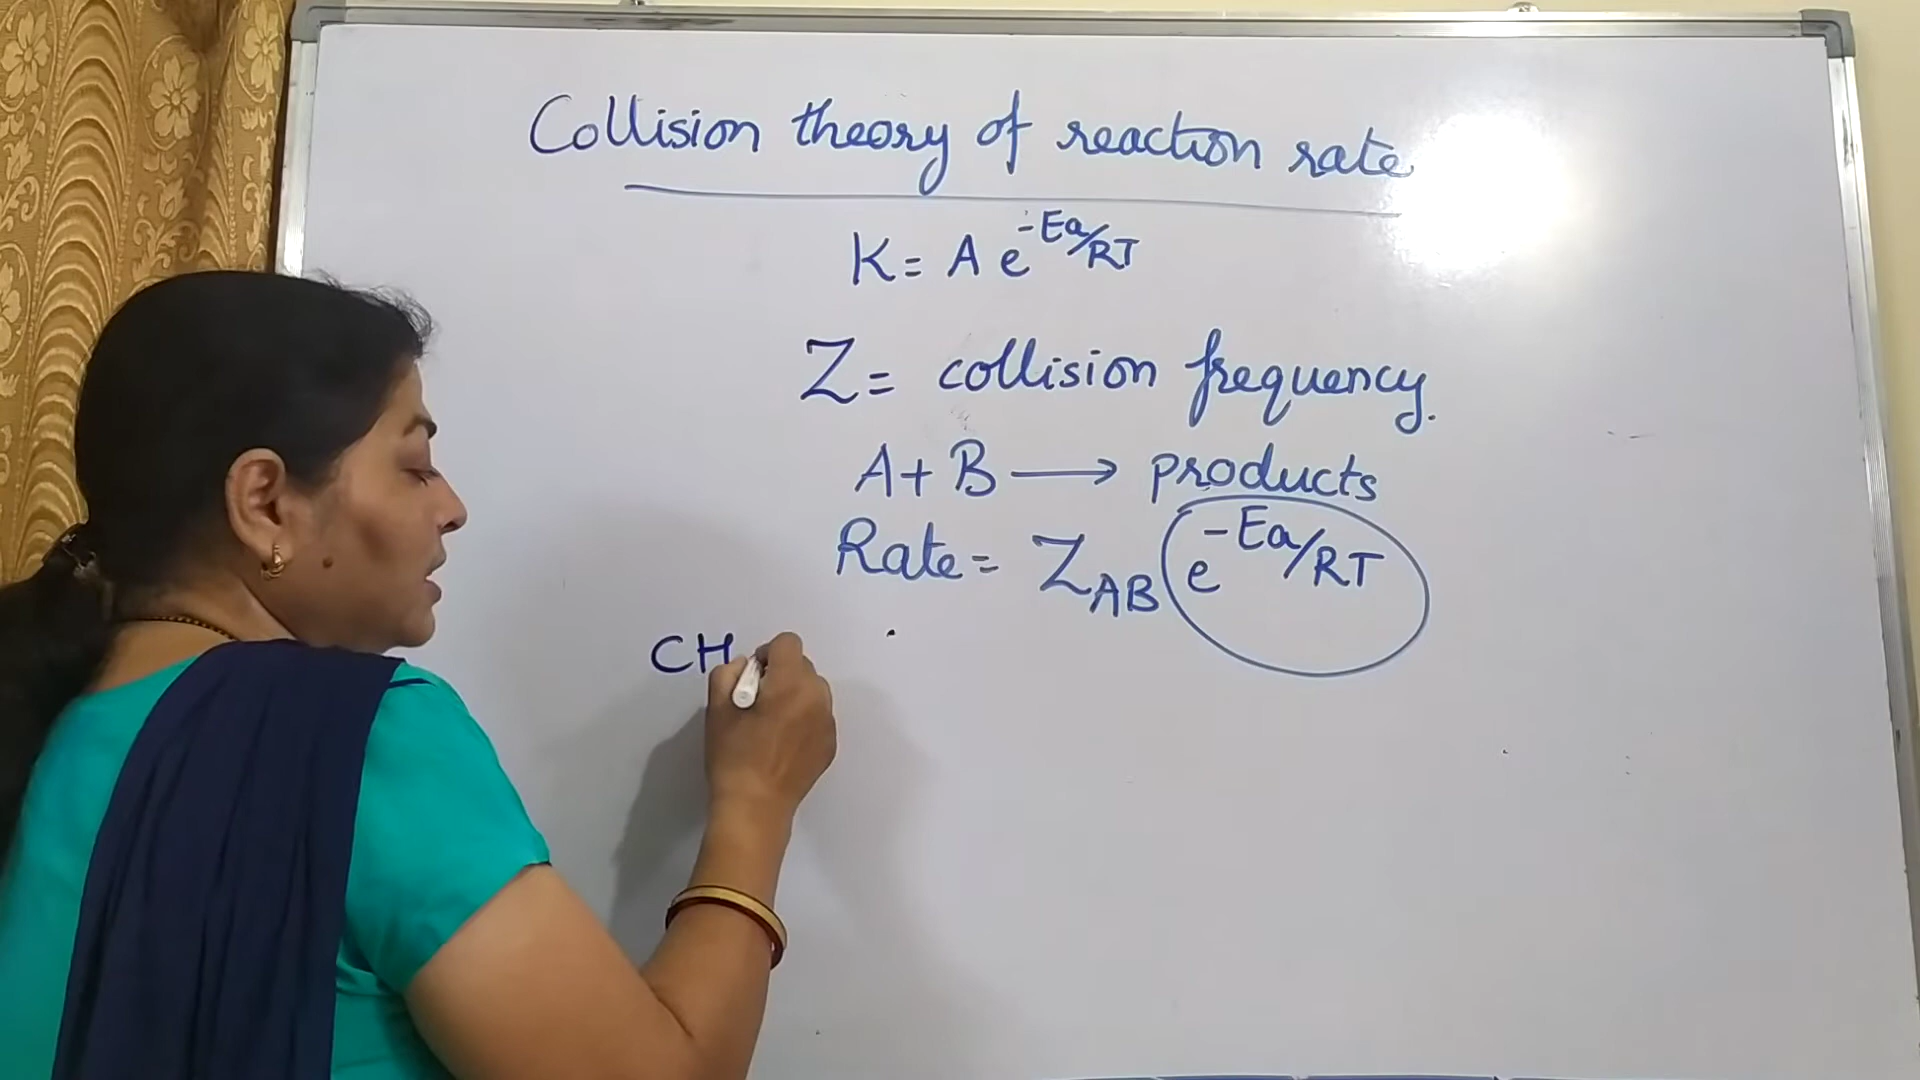 Collision theory of reaction rate
K = A e^-Ea/RT
Z = collision frequency.
A + B ⟶ products
Rate = Z_AB e^-Ea/RT
CH